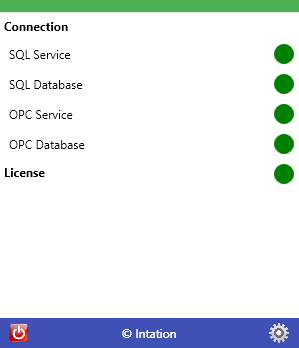 Connection
SQL Service
SQL Database
OPC Service
OPC Database
License
© Intation